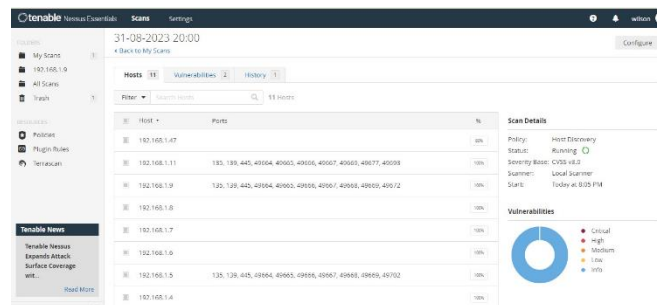 tenable Nessus Essentials Scans Settings wilson
FOLDERS
My Scans 1
192.168.1.9
All Scans
Trash 1
RESOURCES
Policies
Plugin Rules
Terrascan
Tenable News
Tenable Nessus
Expands Attack
Surface Coverage
wit...
Read More
31-08-2023 20:00
Back to My Scans
Configure
Hosts 11 Vulnerabilities 2 History 1
Filter Search Hosts 11 Hosts
Host Ports %
192.168.1.47
192.168.1.11 135, 139, 445, 49664, 49665, 49666, 49667, 49669, 49677, 49698 100%
192.168.1.9 135, 139, 445, 49664, 49665, 49666, 49667, 49668, 49669, 49672 100%
192.168.1.8 100%
192.168.1.7 100%
192.168.1.6 100%
192.168.1.5 135, 139, 445, 49664, 49665, 49666, 49667, 49668, 49669, 49702 100%
192.168.1.4 100%
Scan Details
Policy: Host Discovery
Status: Running
Severity Base: CVSS v3.0
Scanner: Local Scanner
Start: Today at 8:05 PM
Vulnerabilities
Critical
High
Medium
Low
Info